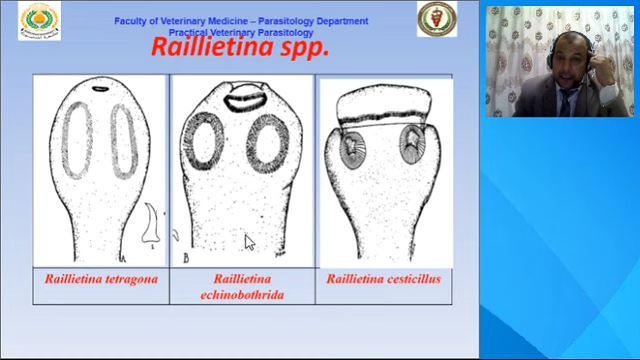 Faculty of Veterinary Medicine – Parasitology Department
Practical Veterinary Parasitology
Raillietina spp.
A
B
Raillietina tetragona
Raillietina
echinobothrida
Raillietina cesticillus